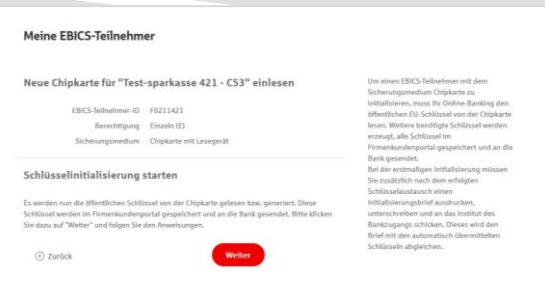 Meine EBICS-Teilnehmer
Neue Chipkarte für "Test-sparkasse 421 - C53" einlesen
EBICS-Teilnehmer-ID F0211421
Berechtigung Einzeln (E)
Sicherungsmedium Chipkarte mit Lesegerät
Schlüsselinitialisierung starten
Es werden nun die öffentlichen Schlüssel von der Chipkarte gelesen bzw. generiert. Diese
Schlüssel werden im Firmenkundenportal gespeichert und an die Bank gesendet. Bitte klicken
Sie dazu auf "Weiter" und folgen Sie den Anweisungen.
Zurück
Weiter
Um einen EBICS-Teilnehmer mit dem
Sicherungsmedium Chipkarte zu
initialisieren, muss Ihr Online-Banking den
öffentlichen EU-Schlüssel von der Chipkarte
lesen. Weitere benötigte Schlüssel werden
erzeugt, alle Schlüssel im
Firmenkundenportal gespeichert und an die
Bank gesendet.
Bei der erstmaligen Initialisierung müssen
Sie zusätzlich nach dem erfolgten
Schlüsselaustausch einen
Initialisierungsbrief ausdrucken,
unterschreiben und an das Institut des
Bankzugangs schicken. Dieses wird den
Brief mit den automatisch übermittelten
Schlüsseln abgleichen.